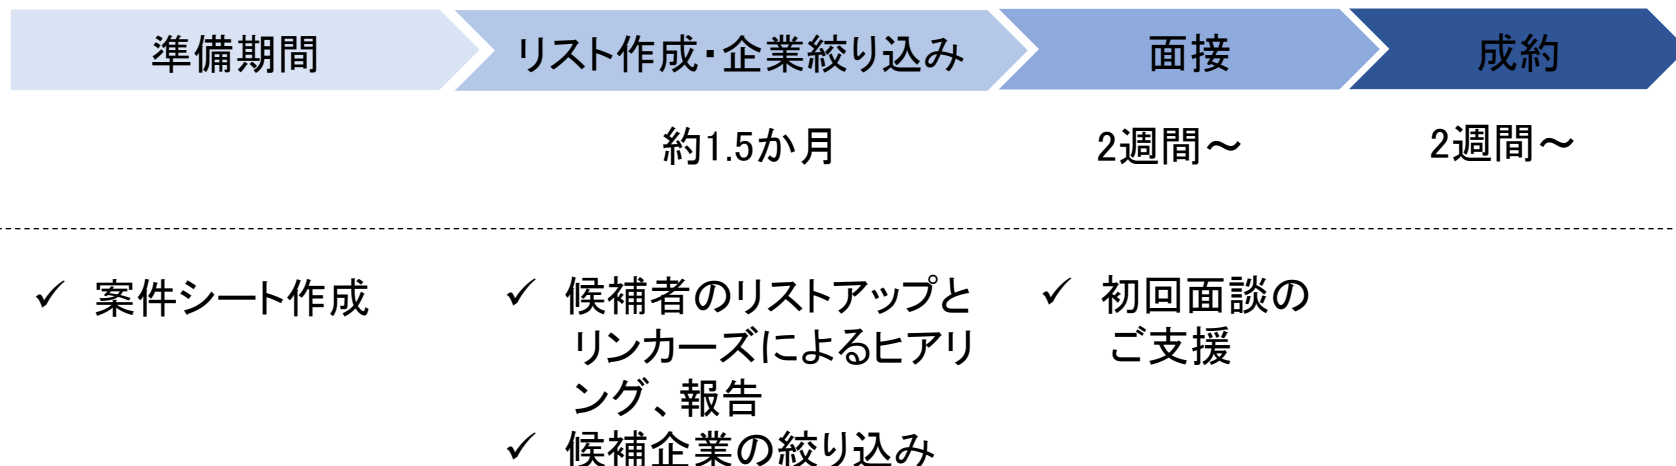 準備期間
リスト作成・企業絞り込み
面接
成約
約1.5か月
2週間～
2週間～
✓ 案件シート作成
✓ 候補者のリストアップと
リンカーズによるヒアリ
ング、報告
✓ 候補企業の絞り込み
✓ 初回面談の
ご支援